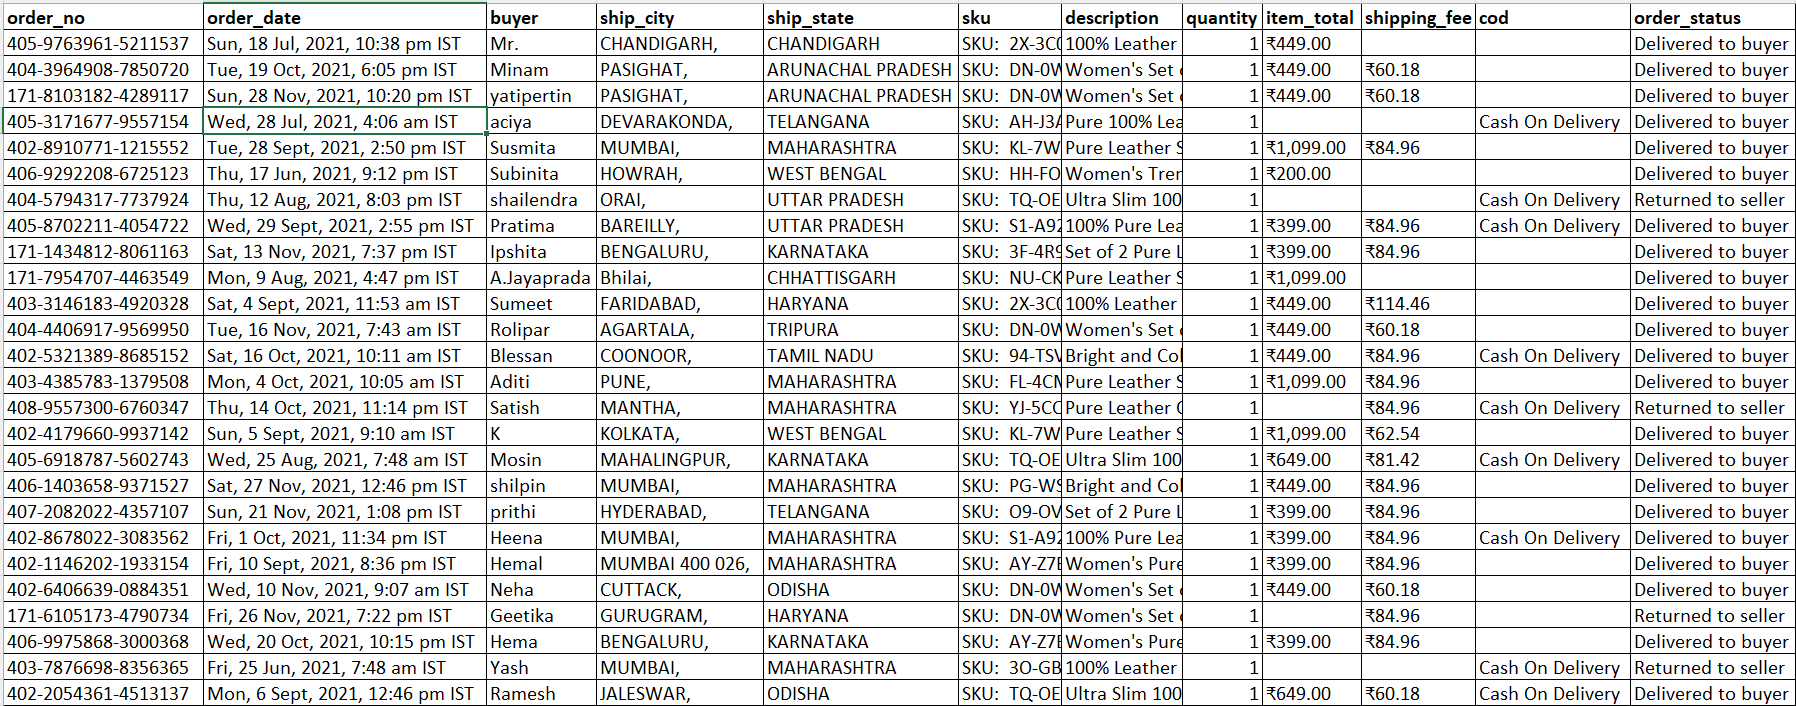 order_no order_date buyer ship_city ship_state sku description quantity item_total shipping_fee cod order_status
405-9763961-5211537 Sun, 18 Jul, 2021, 10:38 pm IST Mr. CHANDIGARH, CHANDIGARH SKU: 2X-3C0 100% Leather 1 ₹449.00 Delivered to buyer
404-3964908-7850720 Tue, 19 Oct, 2021, 6:05 pm IST Minam PASIGHAT, ARUNACHAL PRADESH SKU: DN-0W Women's Set 1 ₹449.00 ₹60.18 Delivered to buyer
171-8103182-4289117 Sun, 28 Nov, 2021, 10:20 pm IST yatipertin PASIGHAT, ARUNACHAL PRADESH SKU: DN-0W Women's Set 1 ₹449.00 ₹60.18 Delivered to buyer
405-3171677-9557154 Wed, 28 Jul, 2021, 4:06 am IST aciya DEVARAKONDA, TELANGANA SKU: AH-J3A Pure 100% Lea 1 Cash On Delivery Delivered to buyer
402-8910771-1215552 Tue, 28 Sept, 2021, 2:50 pm IST Susmita MUMBAI, MAHARASHTRA SKU: KL-7W Pure Leather S 1 ₹1,099.00 ₹84.96 Delivered to buyer
406-9292208-6725123 Thu, 17 Jun, 2021, 9:12 pm IST Subinita HOWRAH, WEST BENGAL SKU: HH-FO Women's Tren 1 ₹200.00 Delivered to buyer
404-5794317-7737924 Thu, 12 Aug, 2021, 8:03 pm IST shailendra ORAI, UTTAR PRADESH SKU: TQ-OE Ultra Slim 100 1 Cash On Delivery Returned to seller
405-8702211-4054722 Wed, 29 Sept, 2021, 2:55 pm IST Pratima BAREILLY, UTTAR PRADESH SKU: S1-A92 100% Pure Lea 1 ₹399.00 ₹84.96 Cash On Delivery Delivered to buyer
171-1434812-8061163 Sat, 13 Nov, 2021, 7:37 pm IST Ipshita BENGALURU, KARNATAKA SKU: 3F-4R9 Set of 2 Pure L 1 ₹399.00 ₹84.96 Delivered to buyer
171-7954707-4463549 Mon, 9 Aug, 2021, 4:47 pm IST A.Jayaprada Bhilai, CHHATTISGARH SKU: NU-CK Pure Leather S 1 ₹1,099.00 Delivered to buyer
403-3146183-4920328 Sat, 4 Sept, 2021, 11:53 am IST Sumeet FARIDABAD, HARYANA SKU: 2X-3C0 100% Leather 1 ₹449.00 ₹114.46 Delivered to buyer
404-4406917-9569950 Tue, 16 Nov, 2021, 7:43 am IST Rolipar AGARTALA, TRIPURA SKU: DN-0W Women's Set 1 ₹449.00 ₹60.18 Delivered to buyer
402-5321389-8685152 Sat, 16 Oct, 2021, 10:11 am IST Blessan COONOOR, TAMIL NADU SKU: 94-TSV Bright and Col 1 ₹449.00 ₹84.96 Cash On Delivery Delivered to buyer
403-4385783-1379508 Mon, 4 Oct, 2021, 10:05 am IST Aditi PUNE, MAHARASHTRA SKU: FL-4CM Pure Leather S 1 ₹1,099.00 ₹84.96 Delivered to buyer
408-9557300-6760347 Thu, 14 Oct, 2021, 11:14 pm IST Satish MANTHA, MAHARASHTRA SKU: YJ-5CC Pure Leather C 1 ₹84.96 Cash On Delivery Returned to seller
402-4179660-9937142 Sun, 5 Sept, 2021, 9:10 am IST K KOLKATA, WEST BENGAL SKU: KL-7W Pure Leather S 1 ₹1,099.00 ₹62.54 Delivered to buyer
405-6918787-5602743 Wed, 25 Aug, 2021, 7:48 am IST Mosin MAHALINGPUR, KARNATAKA SKU: TQ-OE Ultra Slim 100 1 ₹649.00 ₹81.42 Cash On Delivery Delivered to buyer
406-1403658-9371527 Sat, 27 Nov, 2021, 12:46 pm IST shilpin MUMBAI, MAHARASHTRA SKU: PG-WS Bright and Col 1 ₹449.00 ₹84.96 Delivered to buyer
407-2082022-4357107 Sun, 21 Nov, 2021, 1:08 pm IST prithi HYDERABAD, TELANGANA SKU: O9-OV Set of 2 Pure L 1 ₹399.00 ₹84.96 Delivered to buyer
402-8678022-3083562 Fri, 1 Oct, 2021, 11:34 pm IST Heena MUMBAI, MAHARASHTRA SKU: S1-A92 100% Pure Lea 1 ₹399.00 ₹84.96 Cash On Delivery Delivered to buyer
402-1146202-1933154 Fri, 10 Sept, 2021, 8:36 pm IST Hemal MUMBAI 400 026, MAHARASHTRA SKU: AY-Z7E Women's Pure 1 ₹399.00 ₹84.96 Delivered to buyer
402-6406639-0884351 Wed, 10 Nov, 2021, 9:07 am IST Neha CUTTACK, ODISHA SKU: DN-0W Women's Set 1 ₹449.00 ₹60.18 Delivered to buyer
171-6105173-4790734 Fri, 26 Nov, 2021, 7:22 pm IST Geetika GURUGRAM, HARYANA SKU: DN-0W Women's Set 1 ₹84.96 Returned to seller
406-9975868-3000368 Wed, 20 Oct, 2021, 10:15 pm IST Hema BENGALURU, KARNATAKA SKU: AY-Z7E Women's Pure 1 ₹399.00 ₹84.96 Delivered to buyer
403-7876698-8356365 Fri, 25 Jun, 2021, 7:48 am IST Yash MUMBAI, MAHARASHTRA SKU: 3O-GB 100% Leather 1 Cash On Delivery Returned to seller
402-2054361-4513137 Mon, 6 Sept, 2021, 12:46 pm IST Ramesh JALESWAR, ODISHA SKU: TQ-OE Ultra Slim 100 1 ₹649.00 ₹60.18 Cash On Delivery Delivered to buyer